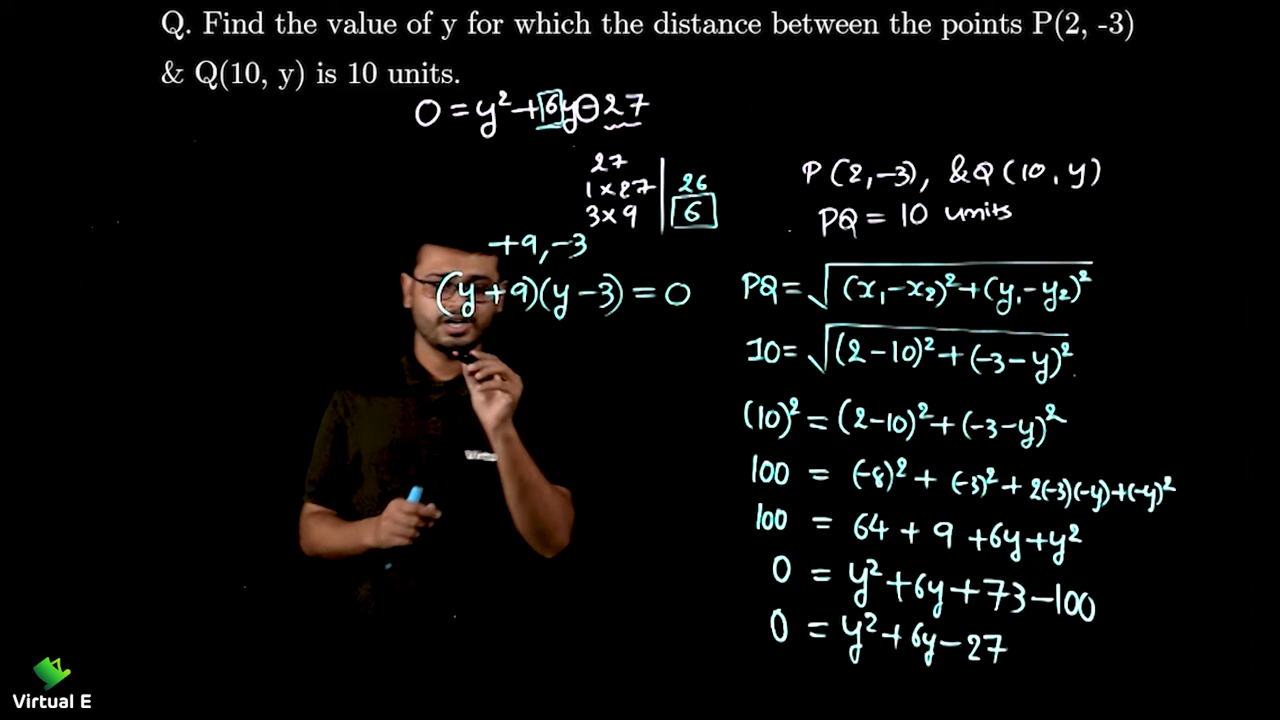 Q. Find the value of y for which the distance between the points P(2, -3)
& Q(10, y) is 10 units.
0 = y² + 6y - 27
27
1 × 27 | 26
3 × 9 | 6
+9, -3
(y + 9)(y - 3) = 0
P (2, -3), & Q (10, y)
PQ = 10 units
PQ = √((x₁ - x₂)² + (y₁ - y₂)²)
10 = √((2 - 10)² + (-3 - y)²)
(10)² = (2 - 10)² + (-3 - y)²
100 = (-8)² + (-3)² + 2(-3)(-y) + (-y)²
100 = 64 + 9 + 6y + y²
0 = y² + 6y + 73 - 100
0 = y² + 6y - 27
Virtual E